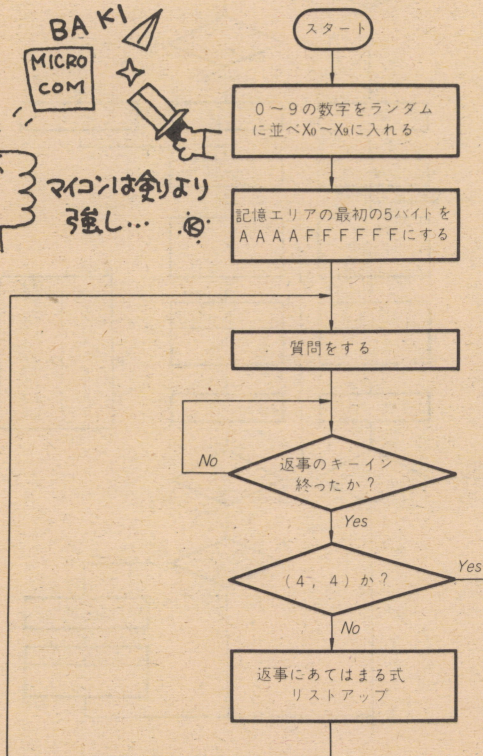 BA KI
MICRO
COM
マイコンは剣より
強し… Ⓚ
スタート
0～9の数字をランダム
に並べX₀～X₉に入れる
記憶エリアの最初の5バイトを
AAAAFFFFFFにする
質問をする
返事のキーイン
終ったか？
No
Yes
(4，4)か？
Yes
No
返事にあてはまる式
リストアップ